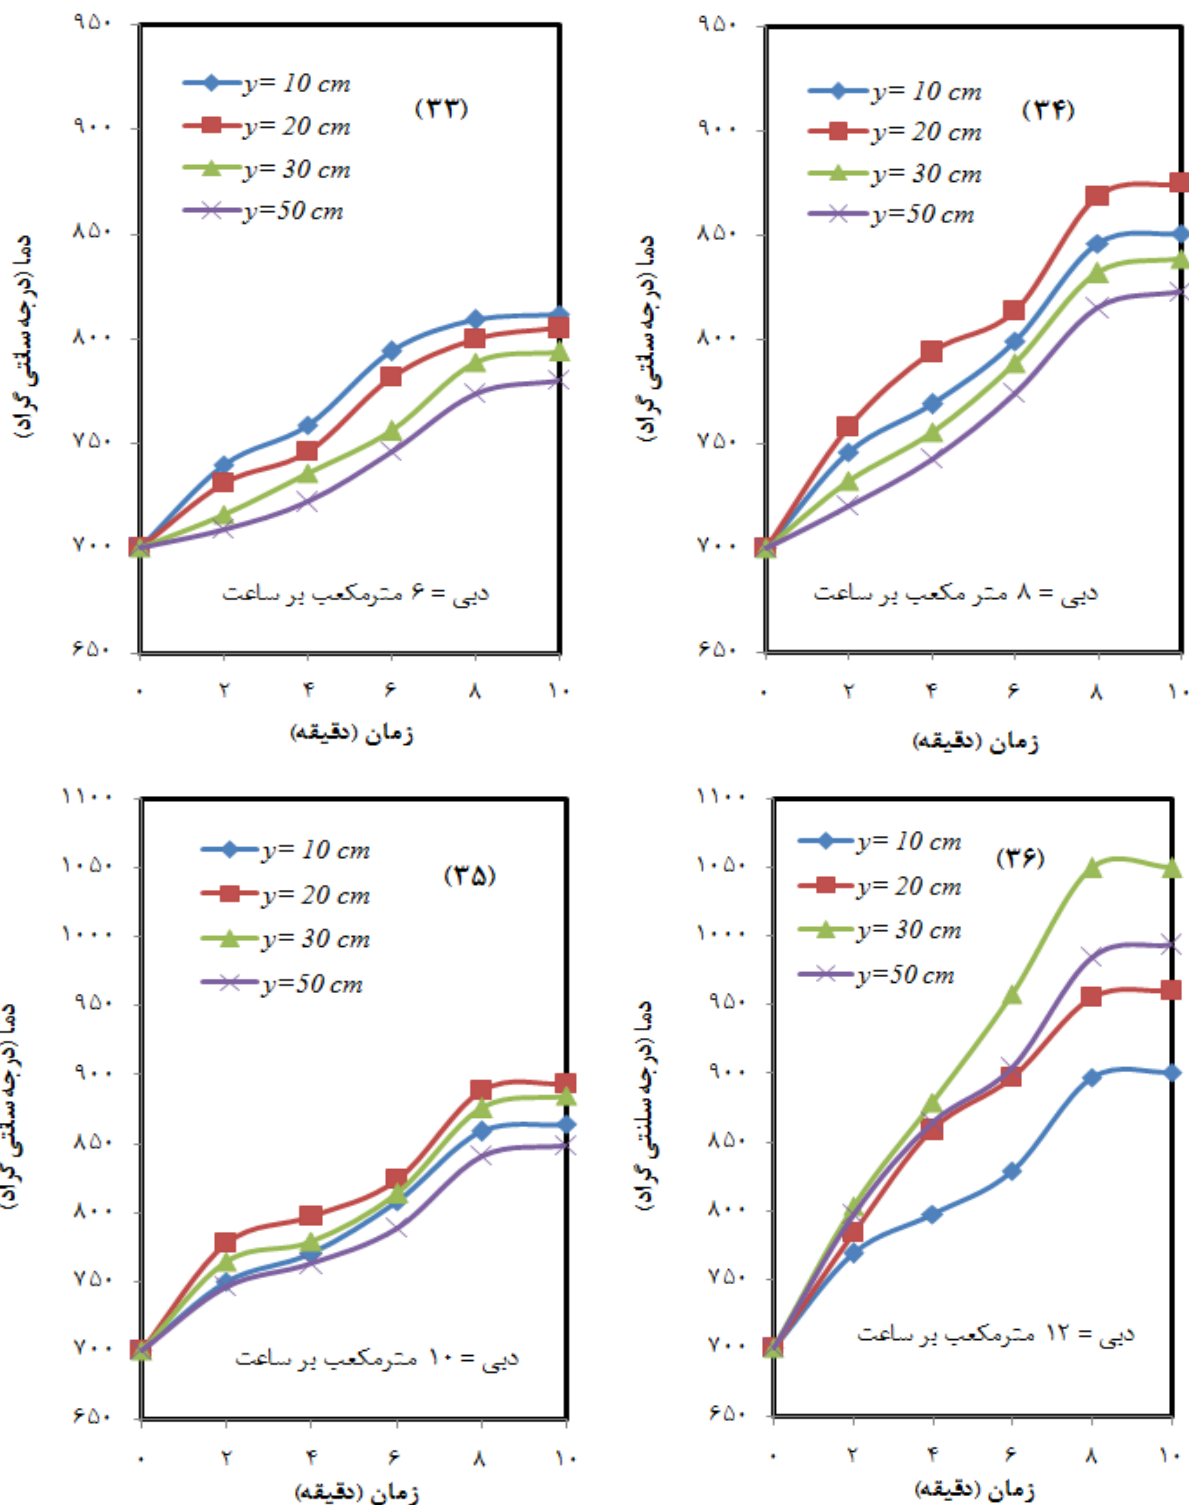 ۹۵۰
۹۰۰
۸۵۰
۸۰۰
۷۵۰
۷۰۰
۶۵۰
y= 10 cm
y= 20 cm
y= 30 cm
y=50 cm
(۳۳)
دبی = ۶ مترمکعب بر ساعت
۰ ۲ ۴ ۶ ۸ ۱۰
زمان (دقیقه)
دما (درجه سانتی گراد)
۹۵۰
۹۰۰
۸۵۰
۸۰۰
۷۵۰
۷۰۰
۶۵۰
y= 10 cm
y= 20 cm
y= 30 cm
y=50 cm
(۳۴)
دبی = ۸ متر مکعب بر ساعت
۰ ۲ ۴ ۶ ۸ ۱۰
زمان (دقیقه)
دما (درجه سانتی گراد)
۱۱۰۰
۱۰۵۰
۱۰۰۰
۹۵۰
۹۰۰
۸۵۰
۸۰۰
۷۵۰
۷۰۰
۶۵۰
y= 10 cm
y= 20 cm
y= 30 cm
y=50 cm
(۳۵)
دبی = ۱۰ مترمکعب بر ساعت
۰ ۲ ۴ ۶ ۸ ۱۰
زمان (دقیقه)
دما (درجه سانتی گراد)
۱۱۰۰
۱۰۵۰
۱۰۰۰
۹۵۰
۹۰۰
۸۵۰
۸۰۰
۷۵۰
۷۰۰
۶۵۰
y= 10 cm
y= 20 cm
y= 30 cm
y=50 cm
(۳۶)
دبی = ۱۲ مترمکعب بر ساعت
۰ ۲ ۴ ۶ ۸ ۱۰
زمان (دقیقه)
دما (درجه سلنتی گراد)